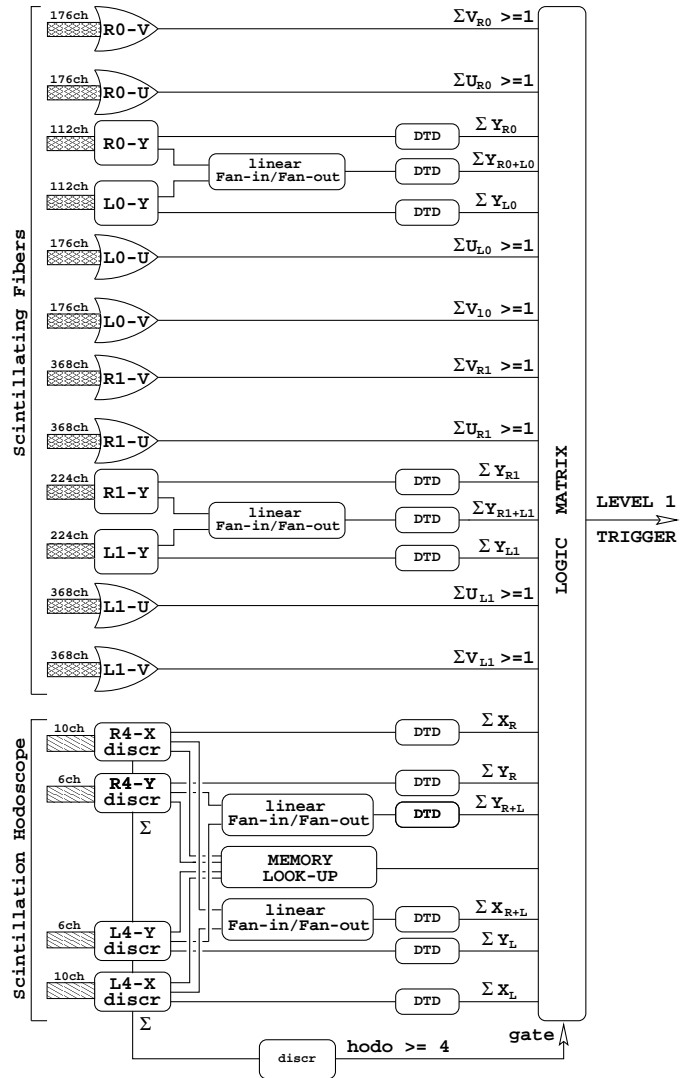 176ch
R0-V
ΣV_R0 >=1
176ch
R0-U
ΣU_R0 >=1
112ch
R0-Y
DTD
Σ Y_R0
linear
Fan-in/Fan-out
DTD
ΣY_R0+L0
112ch
L0-Y
DTD
Σ Y_L0
176ch
L0-U
ΣU_L0 >=1
176ch
L0-V
ΣV_l0 >=1
368ch
R1-V
ΣV_R1 >=1
368ch
R1-U
ΣU_R1 >=1
224ch
R1-Y
DTD
Σ Y_R1
linear
Fan-in/Fan-out
DTD
ΣY_R1+L1
224ch
L1-Y
DTD
Σ Y_L1
368ch
L1-U
ΣU_L1 >=1
368ch
L1-V
ΣV_L1 >=1
Scintillating Fibers
LOGIC MATRIX
LEVEL 1
TRIGGER
10ch
R4-X
discr
DTD
Σ X_R
6ch
R4-Y
discr
DTD
Σ Y_R
Σ
linear
Fan-in/Fan-out
DTD
Σ Y_R+L
MEMORY
LOOK-UP
linear
Fan-in/Fan-out
DTD
Σ X_R+L
6ch
L4-Y
discr
DTD
Σ Y_L
10ch
L4-X
discr
DTD
Σ X_L
Σ
Scintillation Hodoscope
gate
discr
hodo >= 4